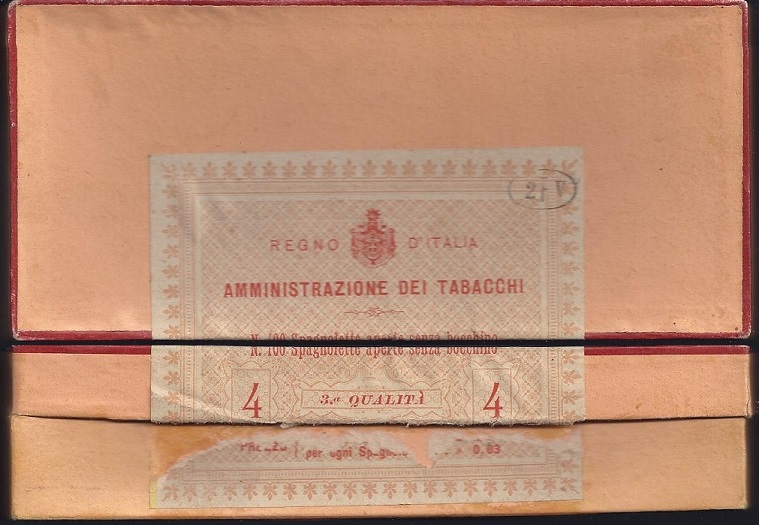 2 V
REGNO D'ITALIA
AMMINISTRAZIONE DEI TABACCHI
N. 100 Spagnolette aperte senza bocchino
4 3.ª QUALITÀ 4
PREZZO per ogni 0,03